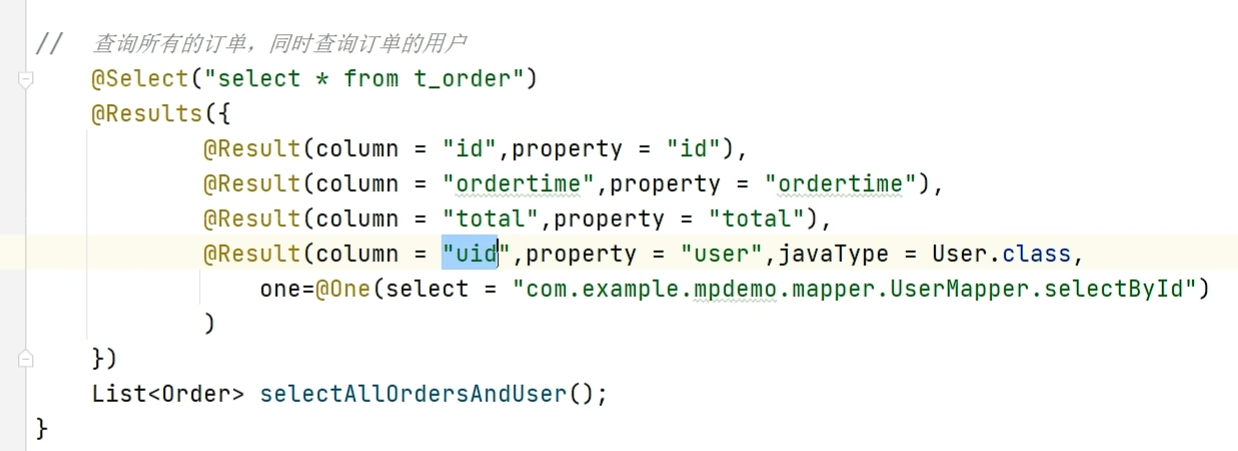 // 查询所有的订单，同时查询订单的用户
@Select("select * from t_order")
@Results({
@Result(column = "id",property = "id"),
@Result(column = "ordertime",property = "ordertime"),
@Result(column = "total",property = "total"),
@Result(column = "uid",property = "user",javaType = User.class,
one=@One(select = "com.example.mpdemo.mapper.UserMapper.selectById")
)
})
List<Order> selectAllOrdersAndUser();
}